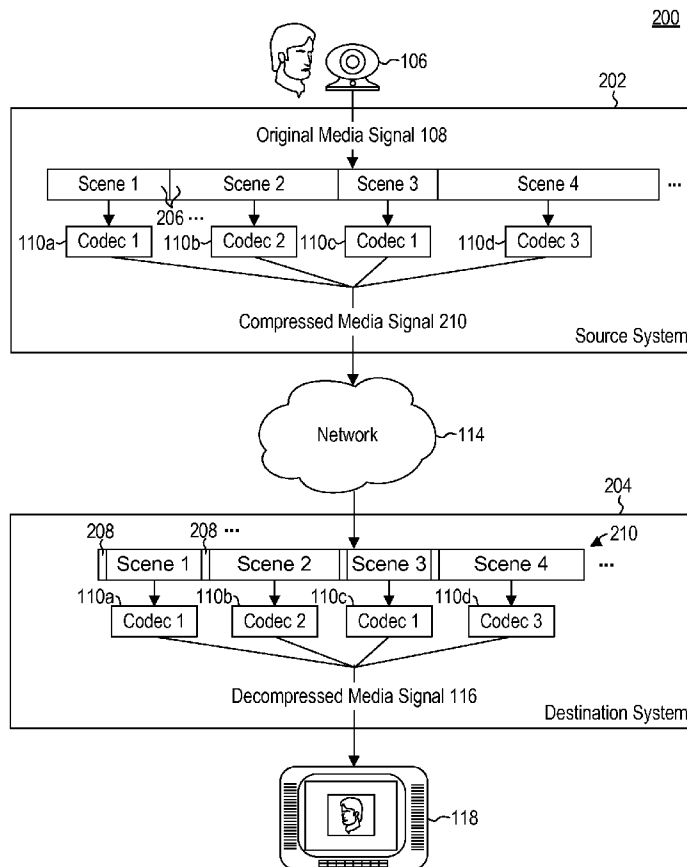 200
106
202
Original Media Signal 108
Scene 1 Scene 2 Scene 3 Scene 4 ...
206 ...
110a Codec 1 110b Codec 2 110c Codec 1 110d Codec 3
Compressed Media Signal 210
Source System
Network 114
204
208 208 ... 210
Scene 1 Scene 2 Scene 3 Scene 4 ...
110a 110b 110c 110d
Codec 1 Codec 2 Codec 1 Codec 3
Decompressed Media Signal 116
Destination System
118